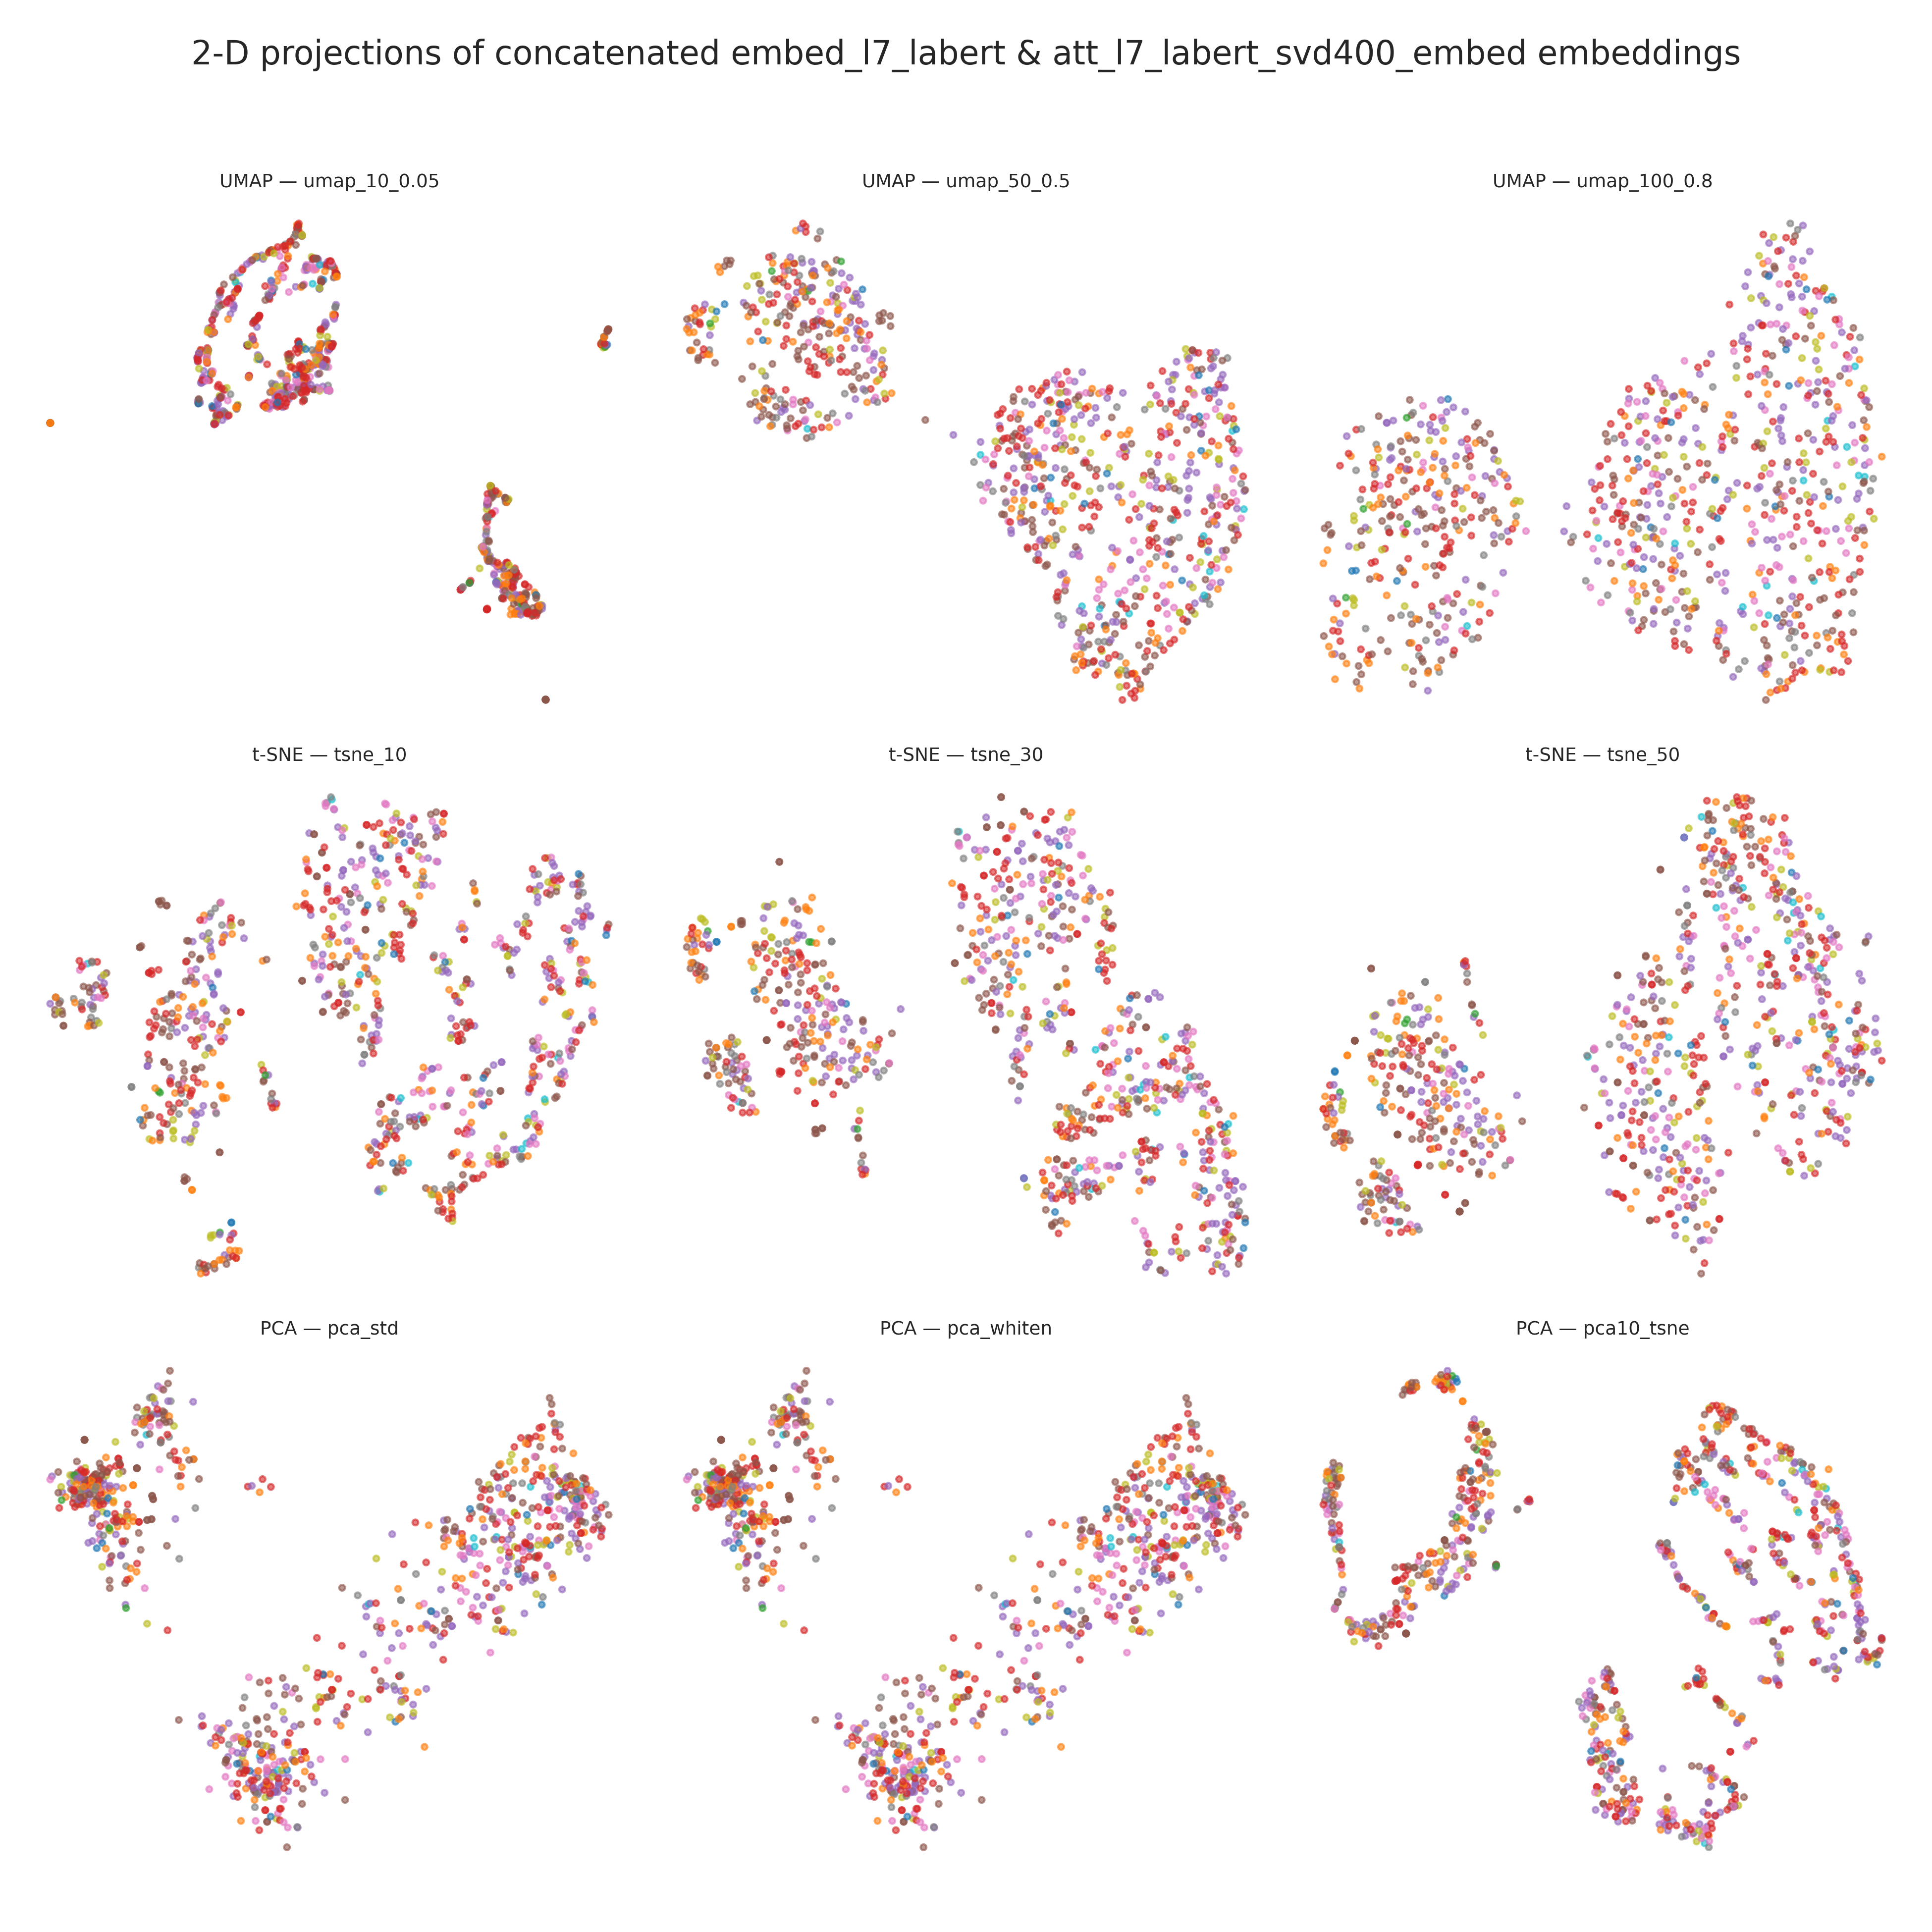 2-D projections of concatenated embed_l7_labert & att_l7_labert_svd400_embed embeddings
UMAP — umap_10_0.05
UMAP — umap_50_0.5
UMAP — umap_100_0.8
t-SNE — tsne_10
t-SNE — tsne_30
t-SNE — tsne_50
PCA — pca_std
PCA — pca_whiten
PCA — pca10_tsne